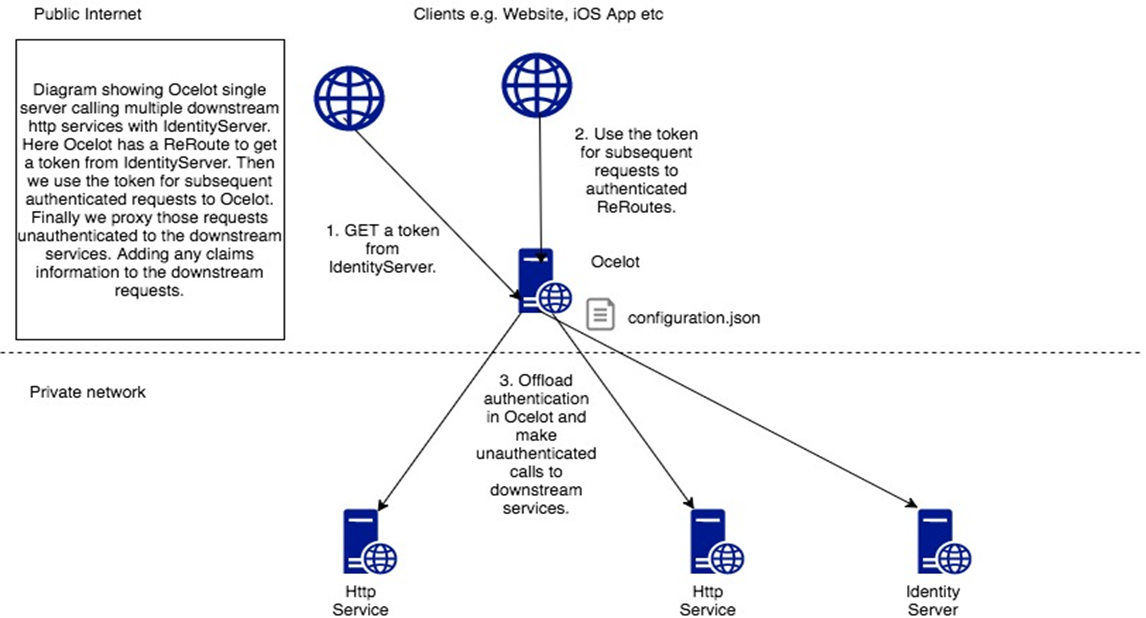 Public Internet
Clients e.g. Website, iOS App etc
Diagram showing Ocelot single
server calling multiple downstream
http services with IdentityServer.
Here Ocelot has a ReRoute to get
a token from IdentityServer. Then
we use the token for subsequent
authenticated requests to Ocelot.
Finally we proxy those requests
unauthenticated to the downstream
services. Adding any claims
information to the downstream
requests.
2. Use the token
for subsequent
requests to
authenticated
ReRoutes.
1. GET a token
from
IdentityServer.
Ocelot
configuration.json
Private network
3. Offload
authentication
in Ocelot and
make
unauthenticated
calls to
downstream
services.
Http
Service
Http
Service
Identity
Server